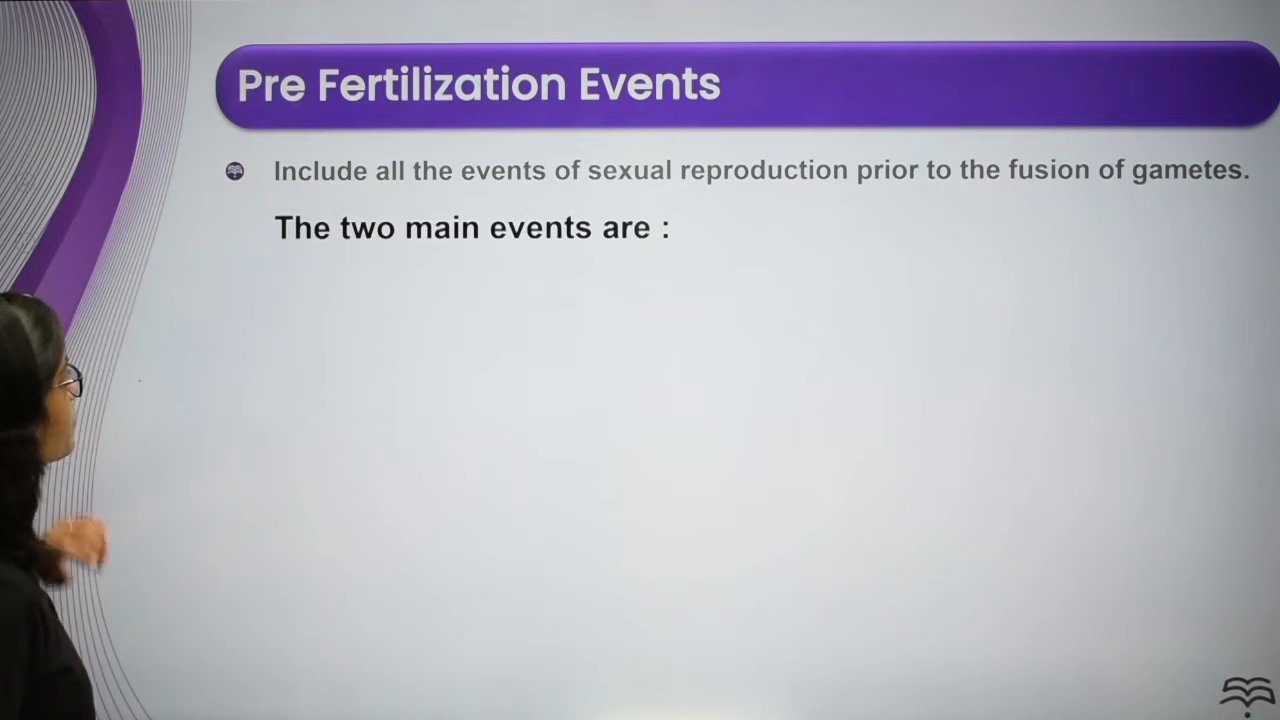 Pre Fertilization Events
Include all the events of sexual reproduction prior to the fusion of gametes.
The two main events are :